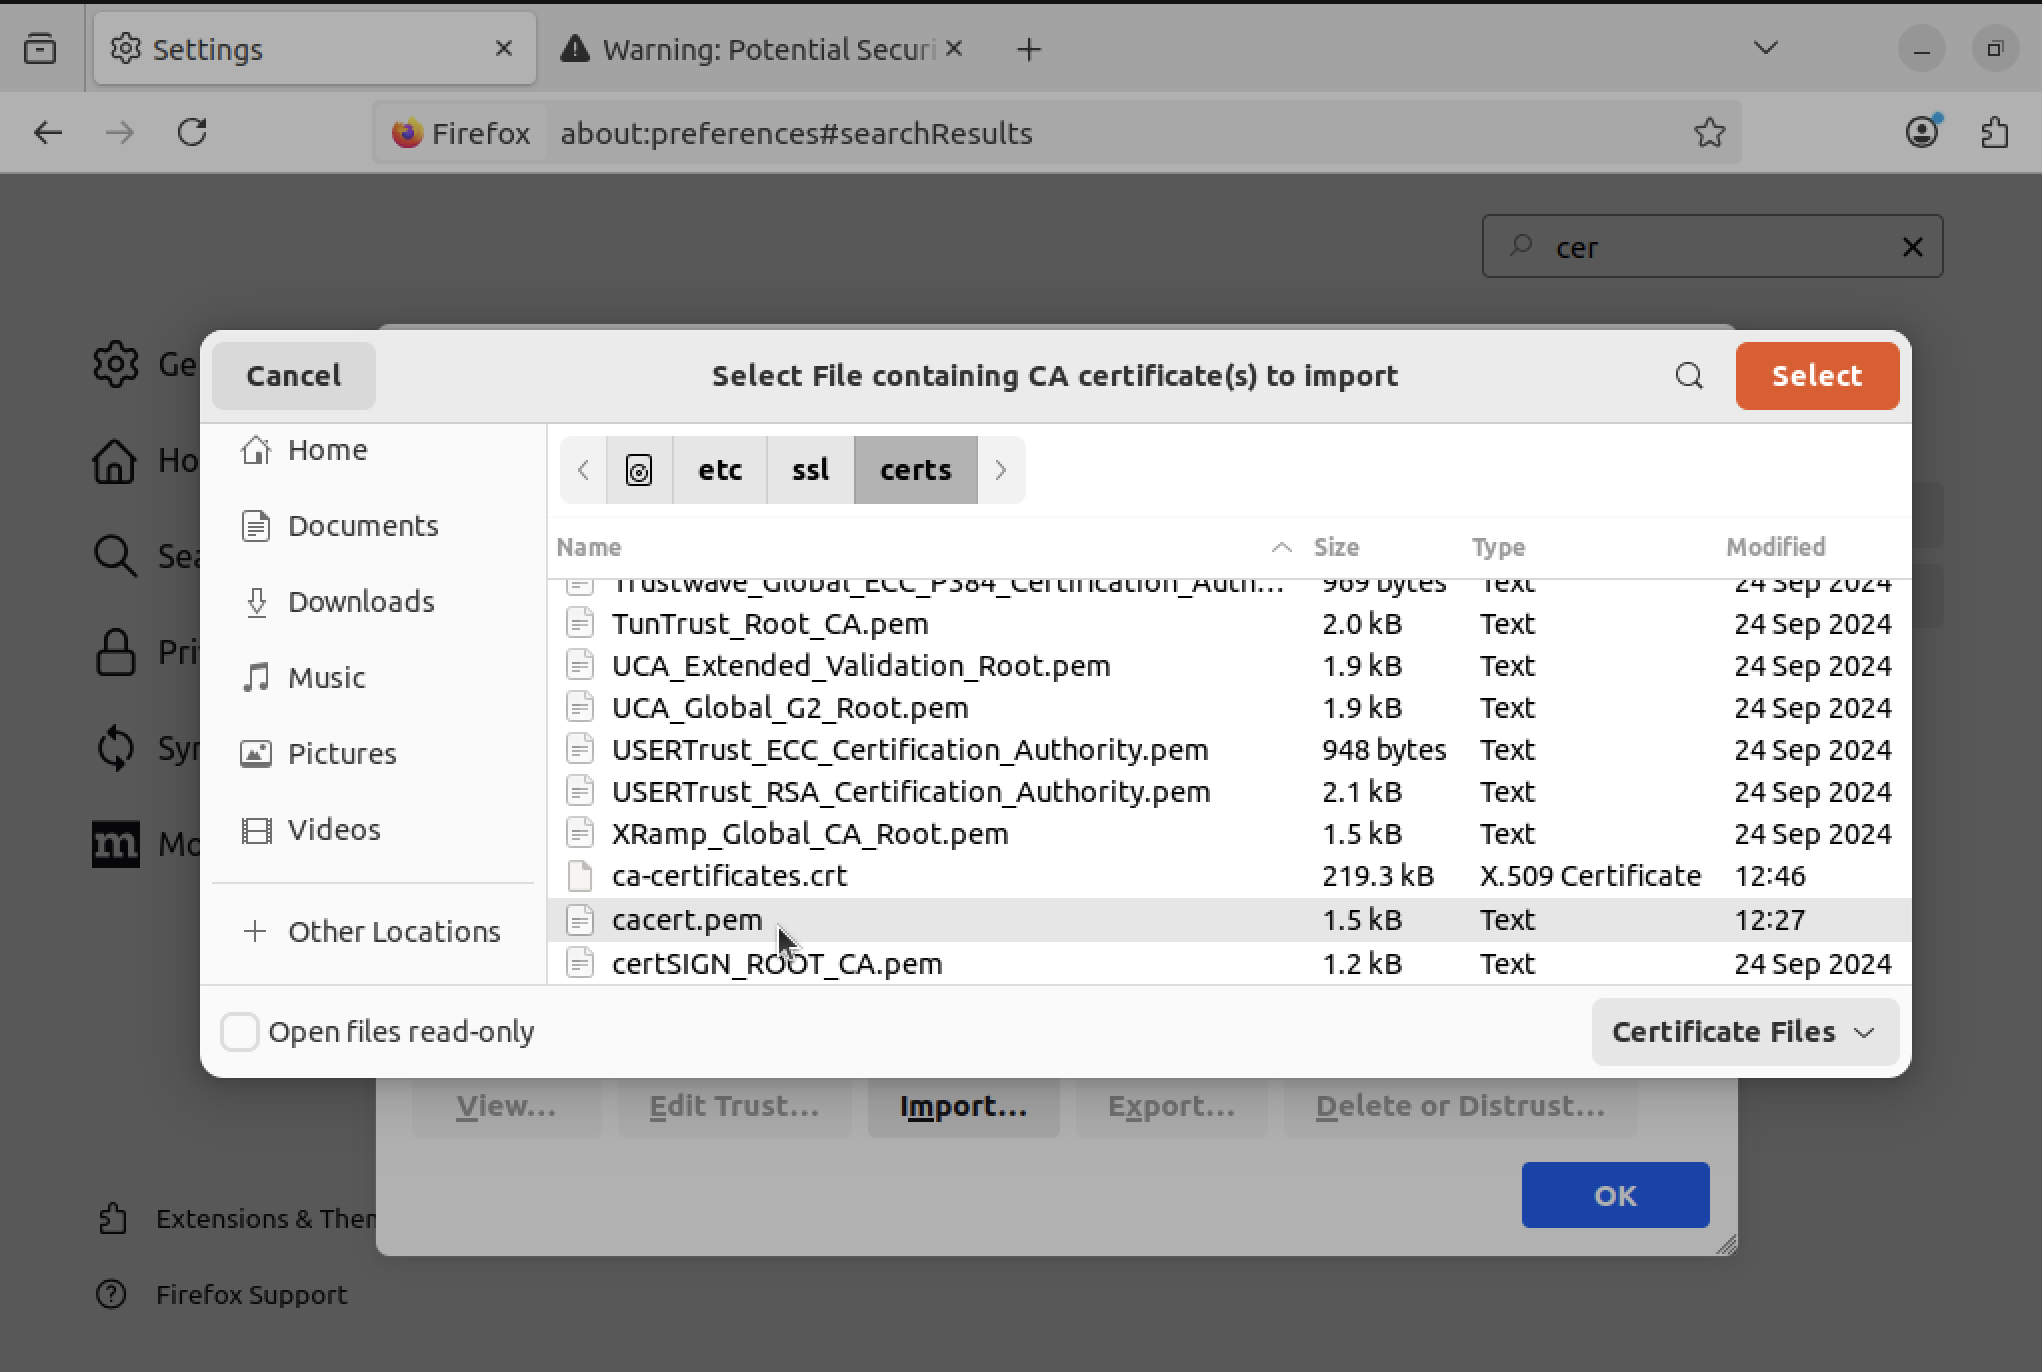 Settings
Warning: Potential Securi
Firefox
about:preferences#searchResults
cer
Ge
Ho
Sea
Pri
Syn
Mo
Extensions & Them
Firefox Support
Cancel
Select File containing CA certificate(s) to import
Select
Home
Documents
Downloads
Music
Pictures
Videos
Other Locations
etc
ssl
certs
Name
Size
Type
Modified
Trustwave_Global_ECC_P384_Certification_Auth… 969 bytes Text 24 Sep 2024
TunTrust_Root_CA.pem 2.0 kB Text 24 Sep 2024
UCA_Extended_Validation_Root.pem 1.9 kB Text 24 Sep 2024
UCA_Global_G2_Root.pem 1.9 kB Text 24 Sep 2024
USERTrust_ECC_Certification_Authority.pem 948 bytes Text 24 Sep 2024
USERTrust_RSA_Certification_Authority.pem 2.1 kB Text 24 Sep 2024
XRamp_Global_CA_Root.pem 1.5 kB Text 24 Sep 2024
ca-certificates.crt 219.3 kB X.509 Certificate 12:46
cacert.pem 1.5 kB Text 12:27
certSIGN_ROOT_CA.pem 1.2 kB Text 24 Sep 2024
Open files read-only
Certificate Files
View…
Edit Trust…
Import…
Export…
Delete or Distrust…
OK